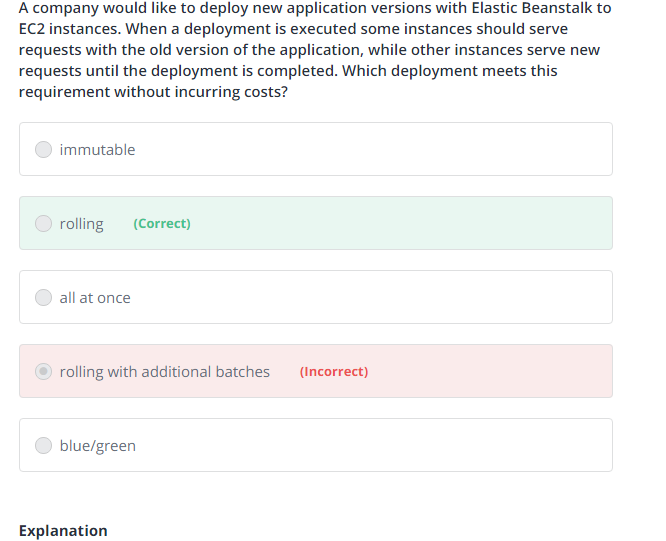 A company would like to deploy new application versions with Elastic Beanstalk to
EC2 instances. When a deployment is executed some instances should serve
requests with the old version of the application, while other instances serve new
requests until the deployment is completed. Which deployment meets this
requirement without incurring costs?
immutable
rolling (Correct)
all at once
rolling with additional batches (Incorrect)
blue/green
Explanation